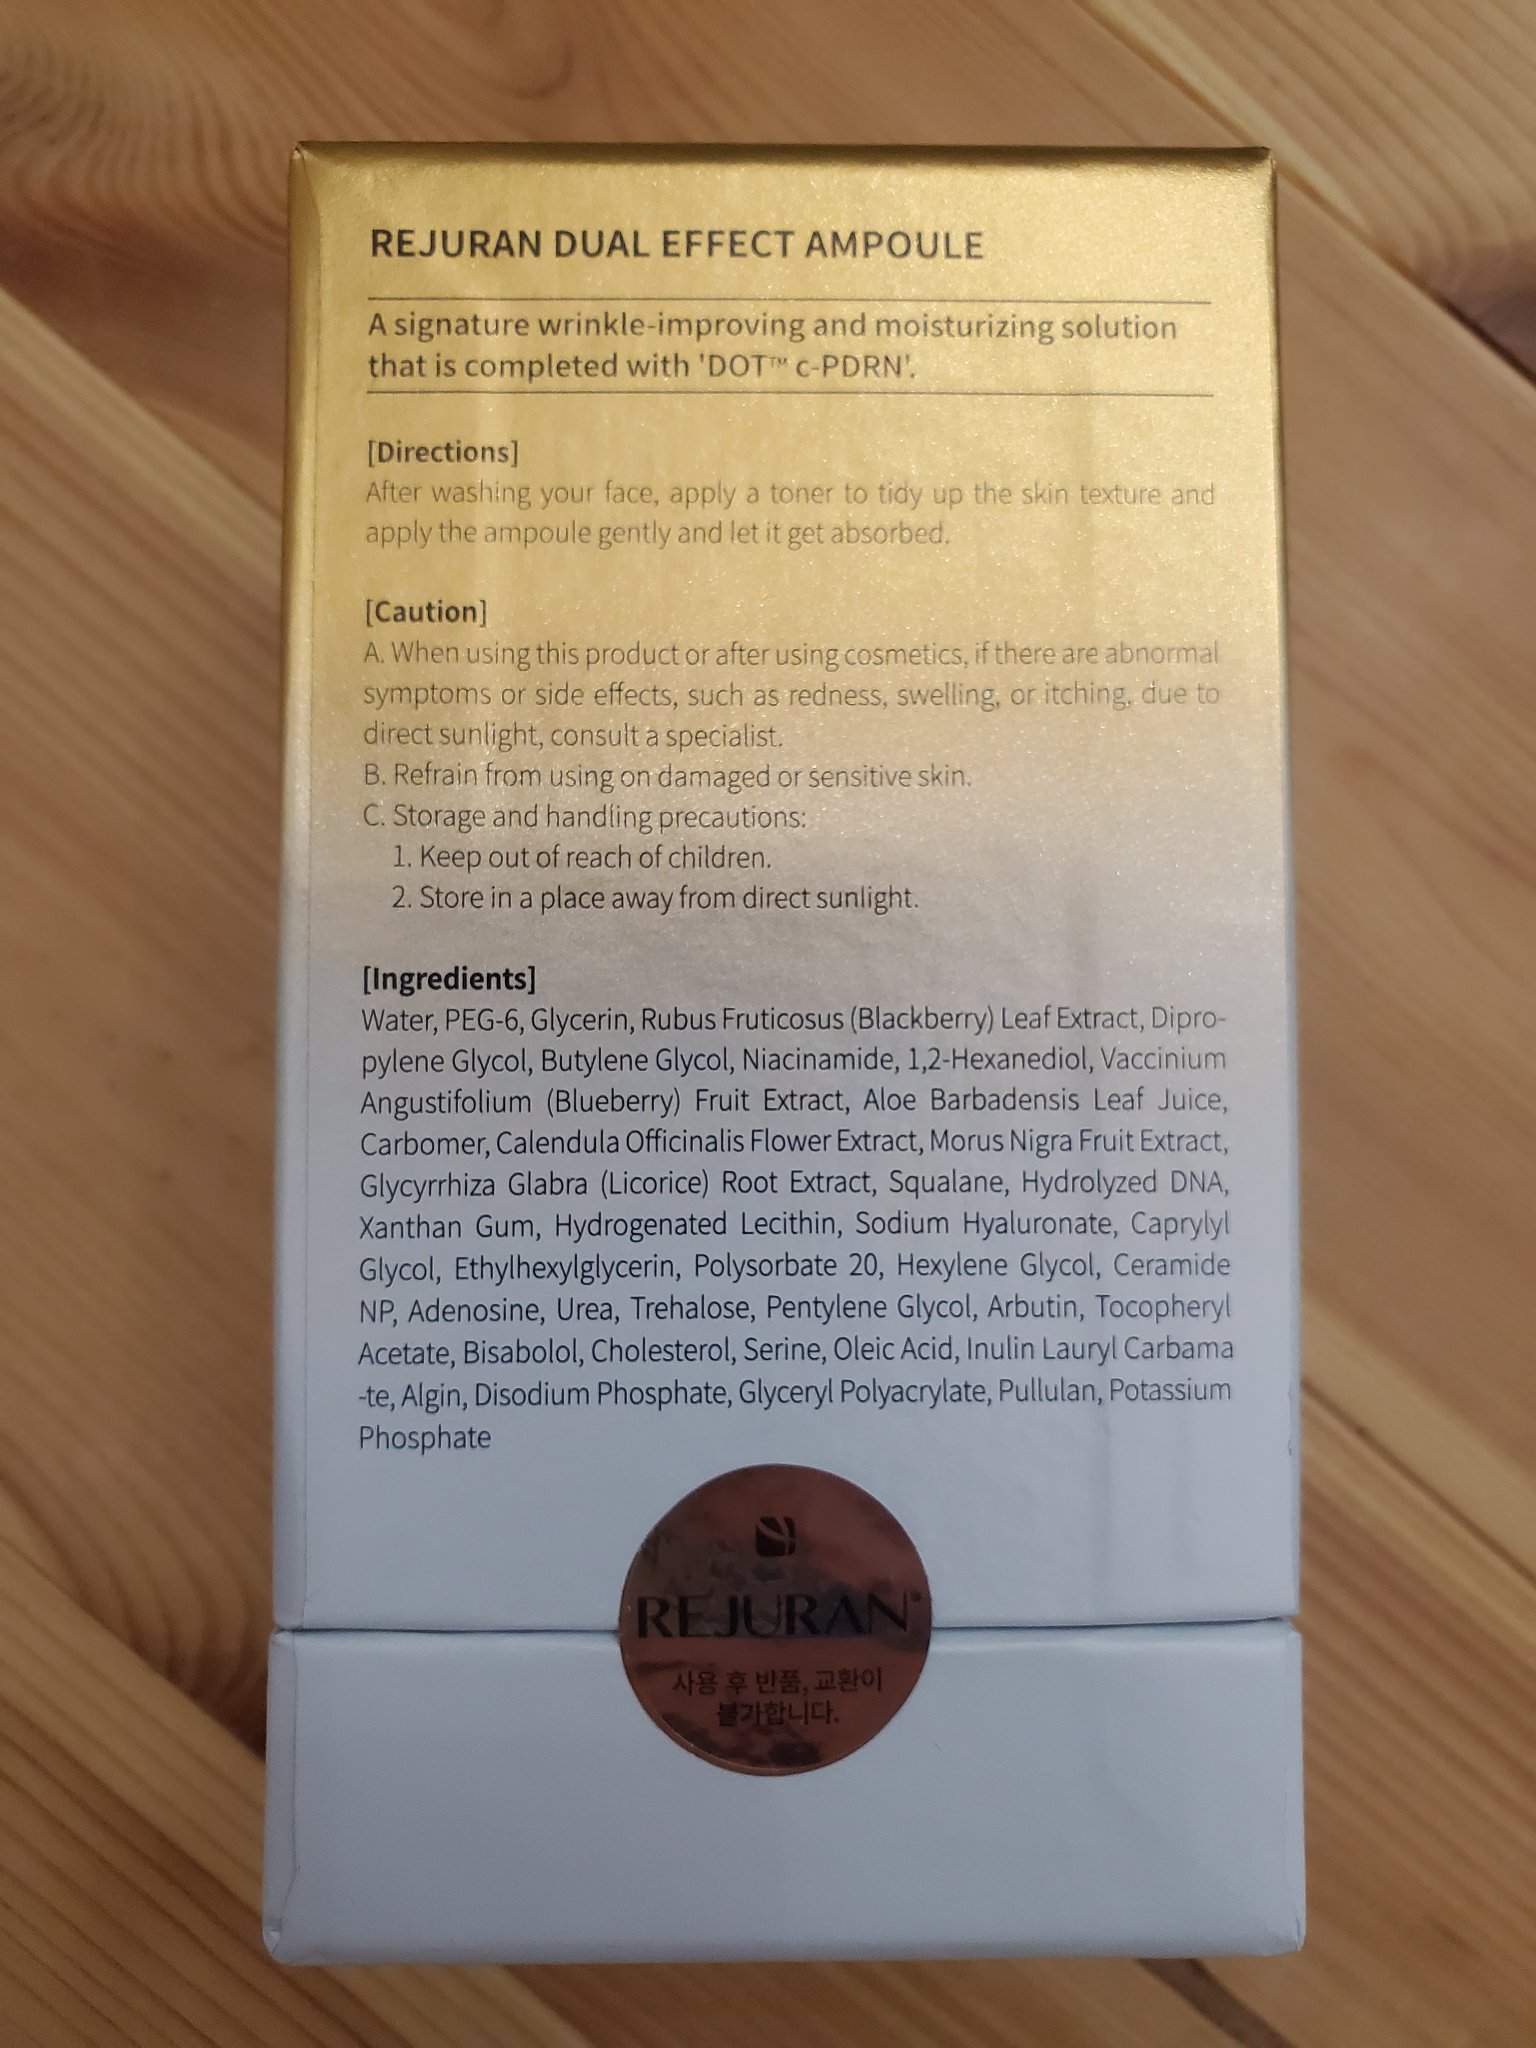 REJURAN DUAL EFFECT AMPOULE
A signature wrinkle-improving and moisturizing solution
that is completed with 'DOT™ c-PDRN'.
[Directions]
After washing your face, apply a toner to tidy up the skin texture and
apply the ampoule gently and let it get absorbed.
[Caution]
A. When using this product or after using cosmetics, if there are abnormal
symptoms or side effects, such as redness, swelling, or itching, due to
direct sunlight, consult a specialist.
B. Refrain from using on damaged or sensitive skin.
C. Storage and handling precautions:
1. Keep out of reach of children.
2. Store in a place away from direct sunlight.
[Ingredients]
Water, PEG-6, Glycerin, Rubus Fruticosus (Blackberry) Leaf Extract, Dipro-
pylene Glycol, Butylene Glycol, Niacinamide, 1,2-Hexanediol, Vaccinium
Angustifolium (Blueberry) Fruit Extract, Aloe Barbadensis Leaf Juice,
Carbomer, Calendula Officinalis Flower Extract, Morus Nigra Fruit Extract,
Glycyrrhiza Glabra (Licorice) Root Extract, Squalane, Hydrolyzed DNA,
Xanthan Gum, Hydrogenated Lecithin, Sodium Hyaluronate, Caprylyl
Glycol, Ethylhexylglycerin, Polysorbate 20, Hexylene Glycol, Ceramide
NP, Adenosine, Urea, Trehalose, Pentylene Glycol, Arbutin, Tocopheryl
Acetate, Bisabolol, Cholesterol, Serine, Oleic Acid, Inulin Lauryl Carbama
-te, Algin, Disodium Phosphate, Glyceryl Polyacrylate, Pullulan, Potassium
Phosphate
REJURAN®
사용 후 반품, 교환이
불가합니다.